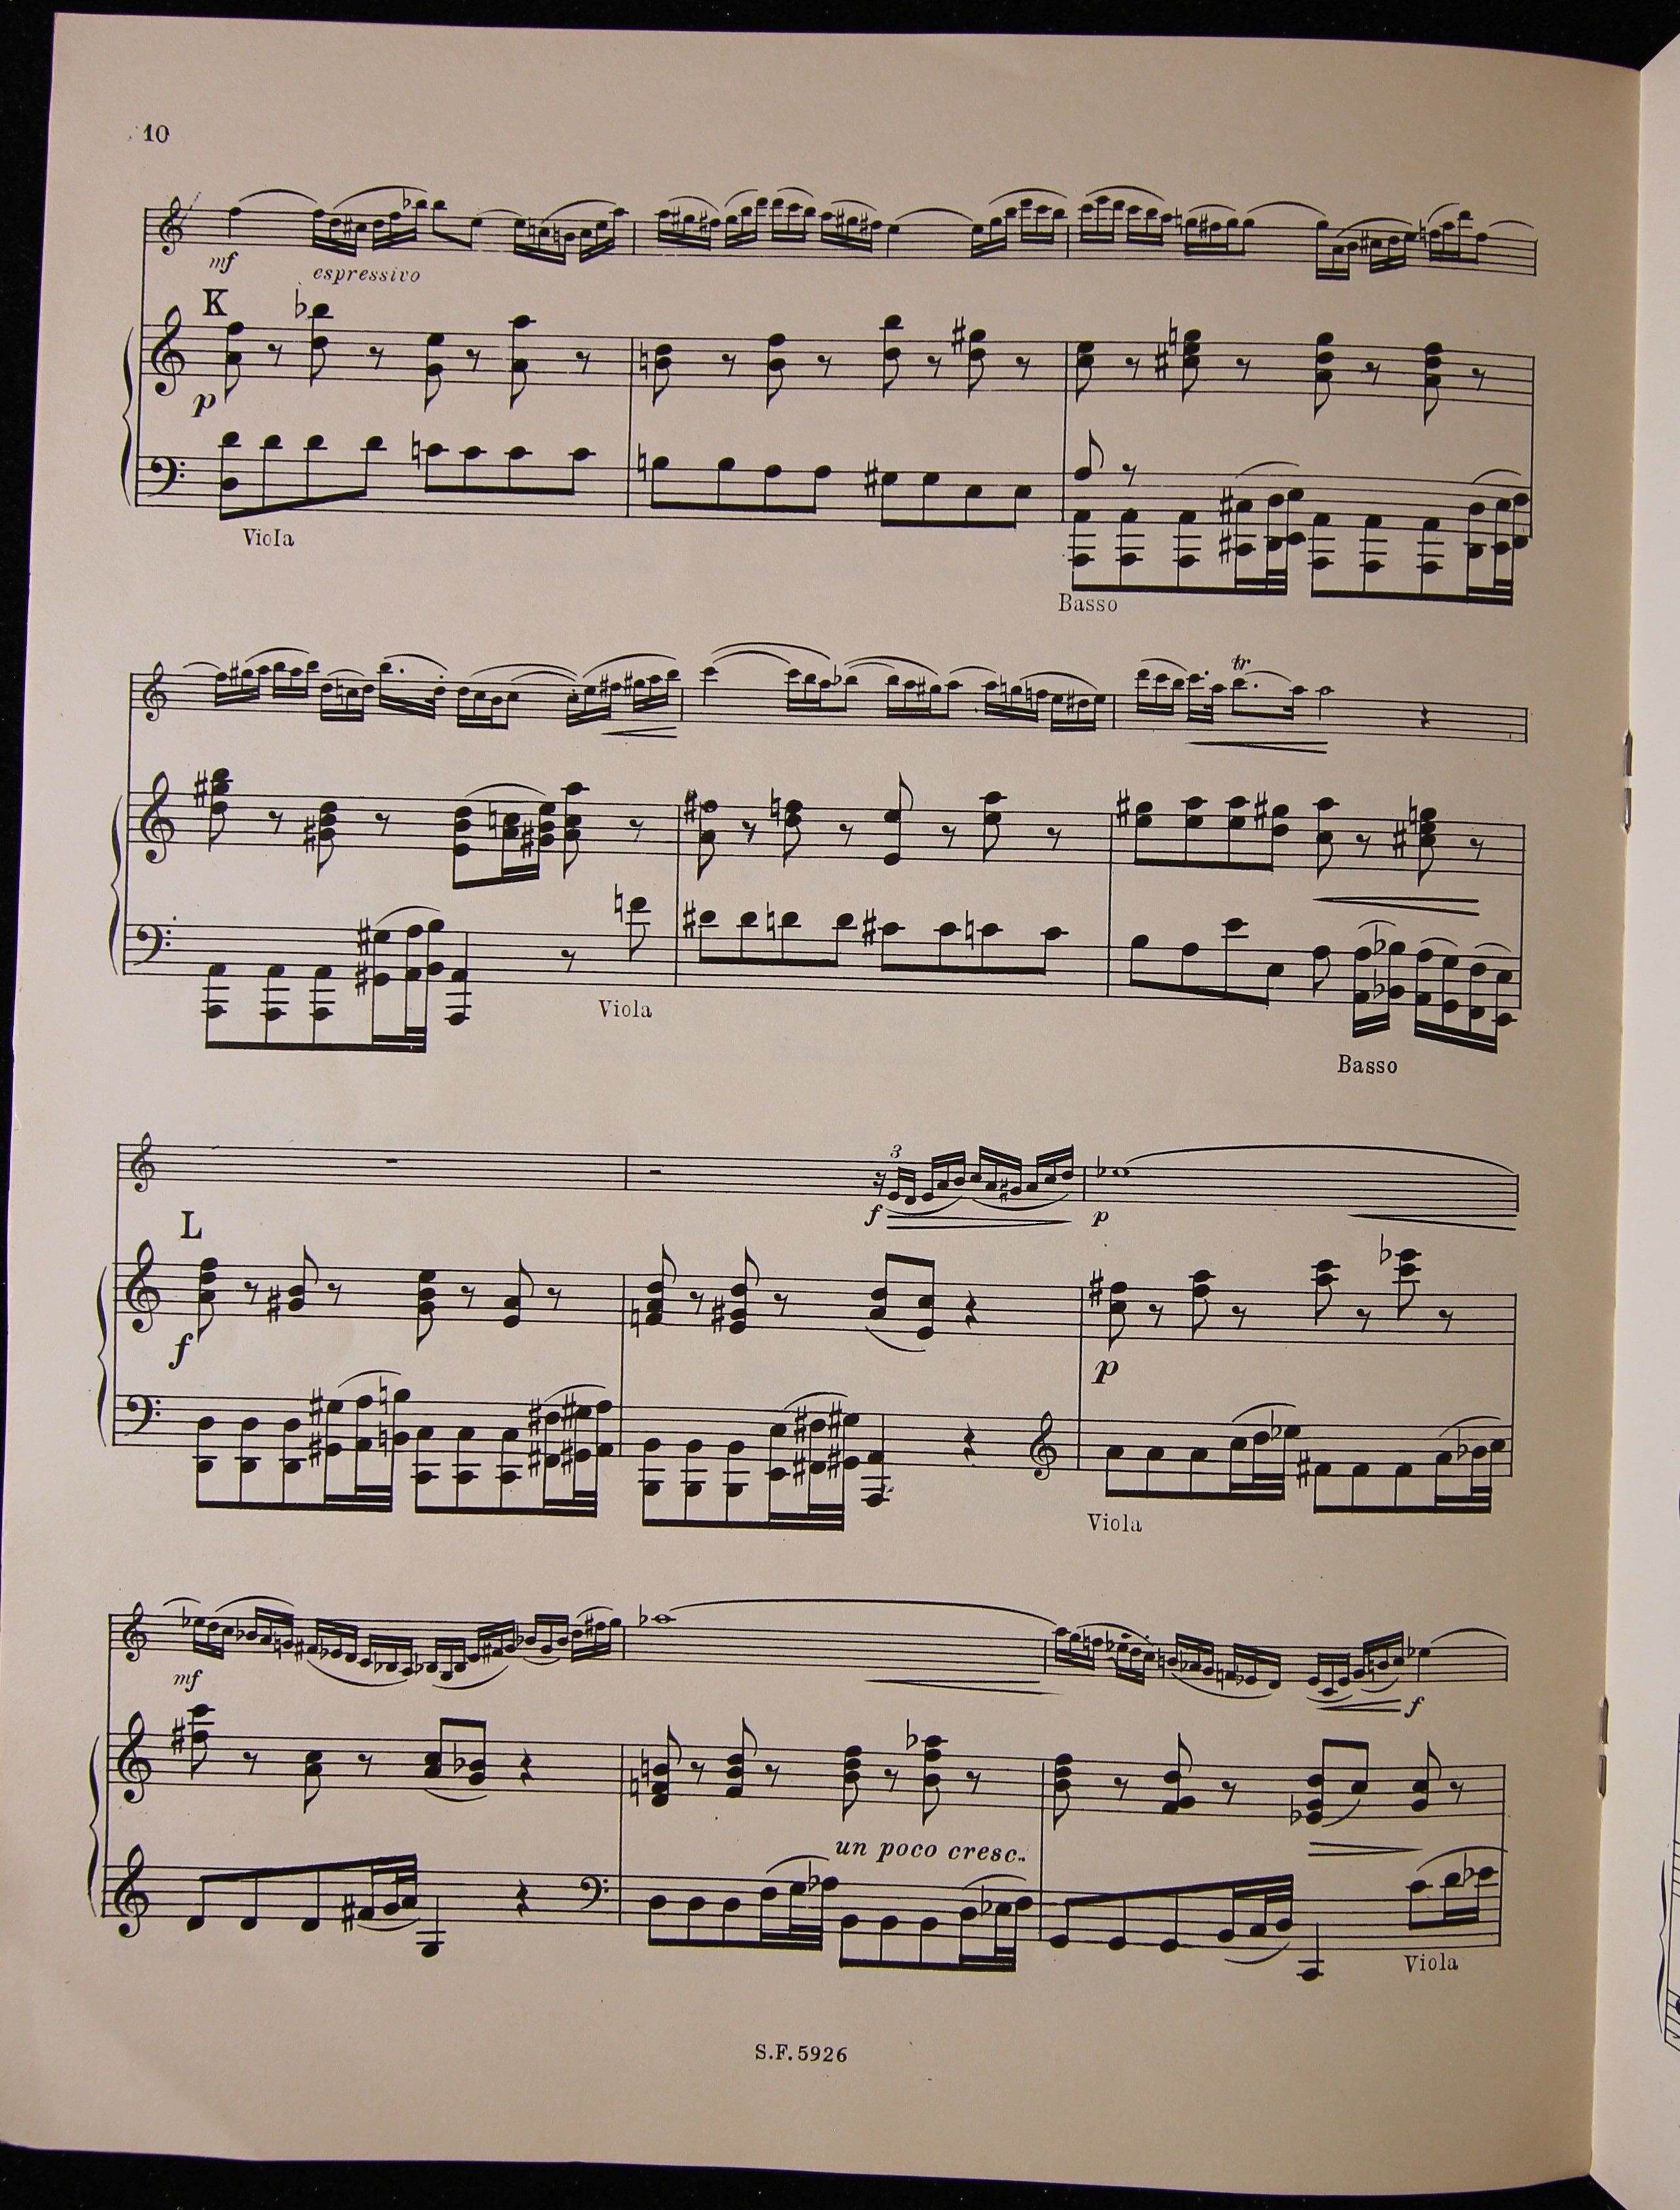 10
mf
espressivo
K
p
Viola
Basso
tr
Viola
Basso
3
f
p
L
f
p
Viola
mf
f
un poco cresc.
Viola
S.F. 5926